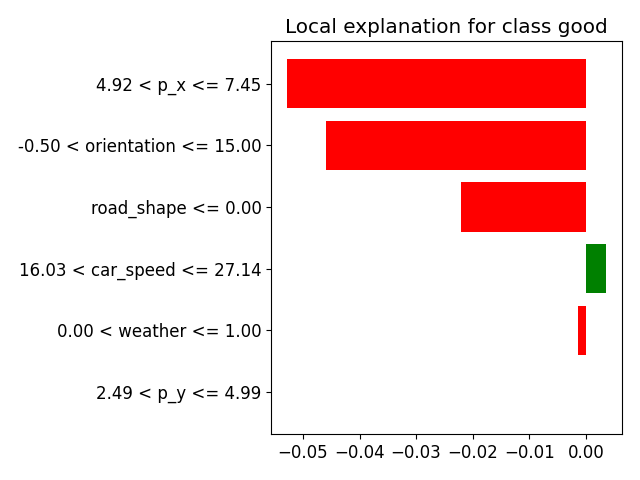 Local explanation for class good
4.92 < p_x <= 7.45
-0.50 < orientation <= 15.00
road_shape <= 0.00
16.03 < car_speed <= 27.14
0.00 < weather <= 1.00
2.49 < p_y <= 4.99
−0.05 −0.04 −0.03 −0.02 −0.01 0.00